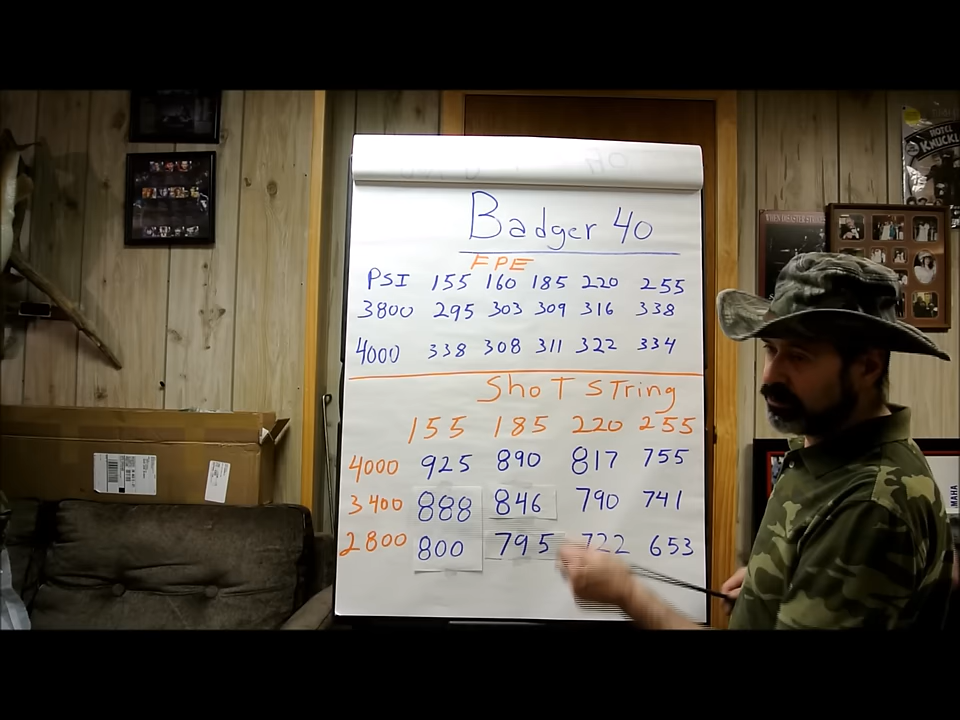 Badger 40
FPE
PSI 155 160 185 220 255
3800 295 303 309 316 338
4000 338 308 311 322 334
Shot String
155 185 220 255
4000 925 890 817 755
3400 888 846 790 741
2800 800 795 722 653
HOTEL
KNUCKL